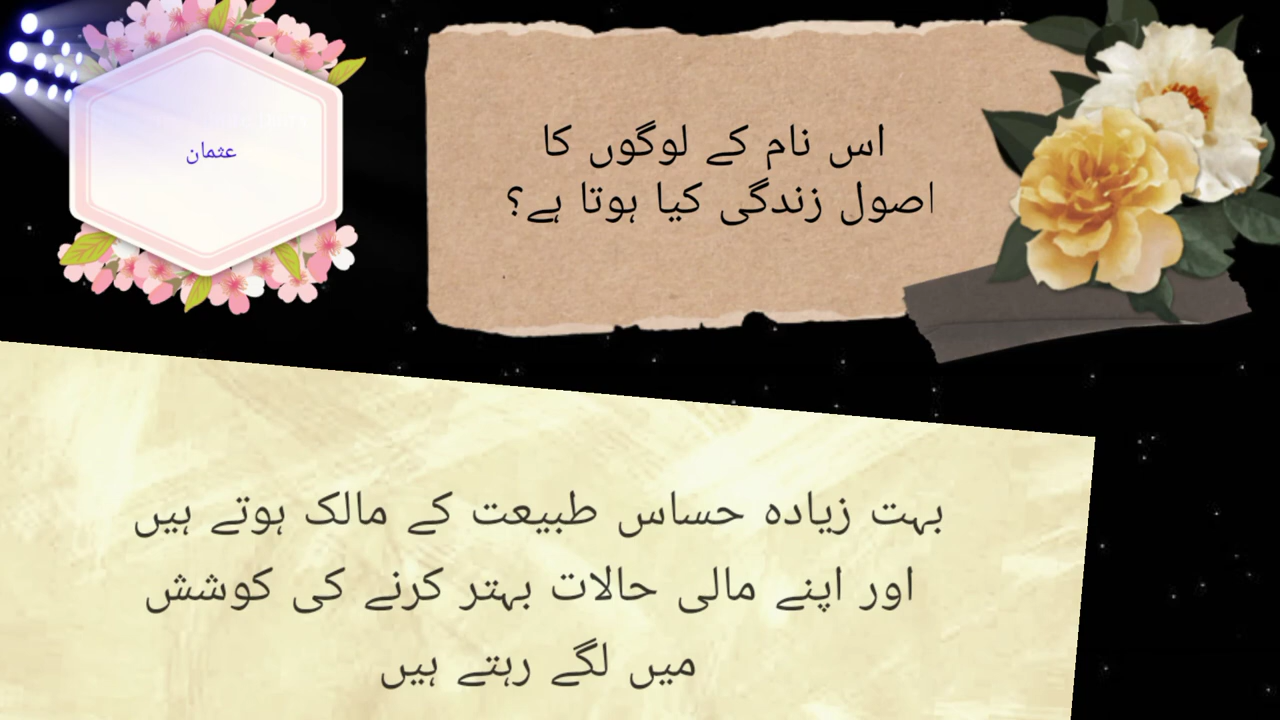 عثمان
اس نام کے لوگوں کا
اصول زندگی کیا ہوتا ہے؟
بہت زیادہ حساس طبیعت کے مالک ہوتے ہیں
اور اپنے مالی حالات بہتر کرنے کی کوشش
میں لگے رہتے ہیں